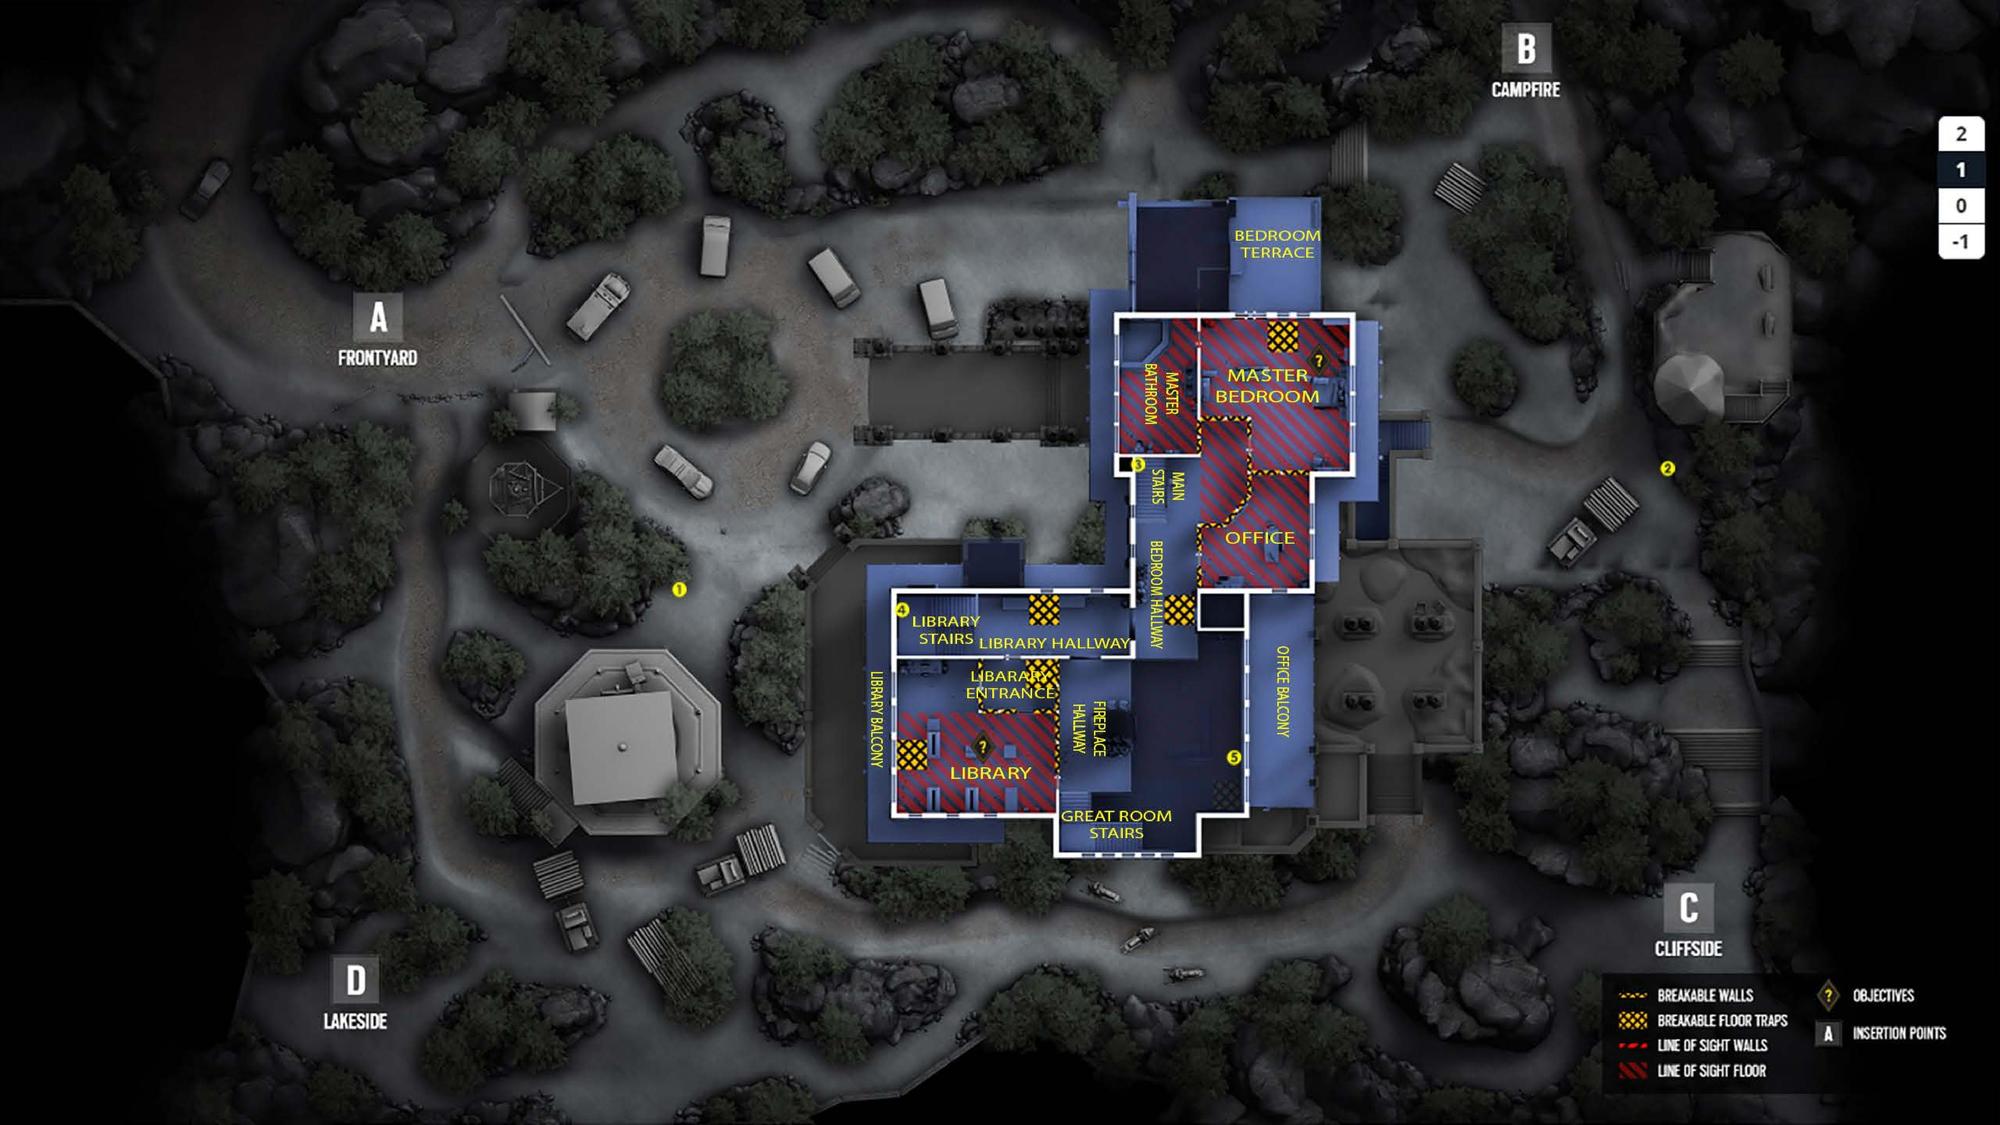 B
CAMPFIRE
2
1
0
-1
BEDROOM
TERRACE
A
FRONTYARD
?
MASTER
BEDROOM
MASTER
BATHROOM
3
MAIN
STAIRS
2
OFFICE
BEDROOM HALLWAY
1
4
LIBRARY
STAIRS
LIBRARY HALLWAY
LIBARARY
ENTRANCE
LIBRARY BALCONY
FIREPLACE
HALLWAY
OFFICE BALCONY
?
LIBRARY
5
GREAT ROOM
STAIRS
C
CLIFFSIDE
D
LAKESIDE
BREAKABLE WALLS
BREAKABLE FLOOR TRAPS
LINE OF SIGHT WALLS
LINE OF SIGHT FLOOR
? OBJECTIVES
A INSERTION POINTS